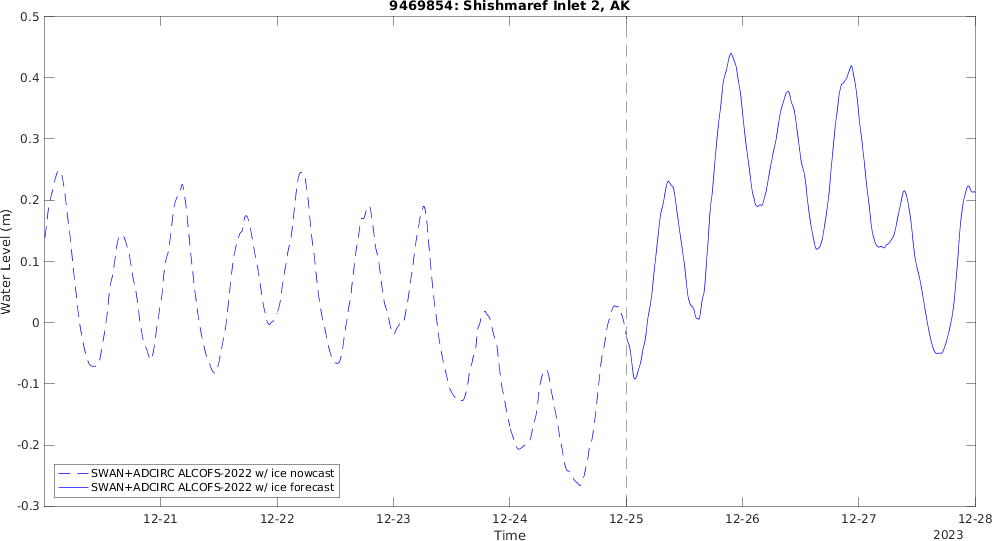 9469854: Shishmaref Inlet 2, AK
0.5
0.4
0.3
0.2
0.1
0
-0.1
-0.2
-0.3
Water Level (m)
SWAN+ADCIRC ALCOFS-2022 w/ ice nowcast
SWAN+ADCIRC ALCOFS-2022 w/ ice forecast
12-21 12-22 12-23 12-24 12-25 12-26 12-27 12-28
Time
2023